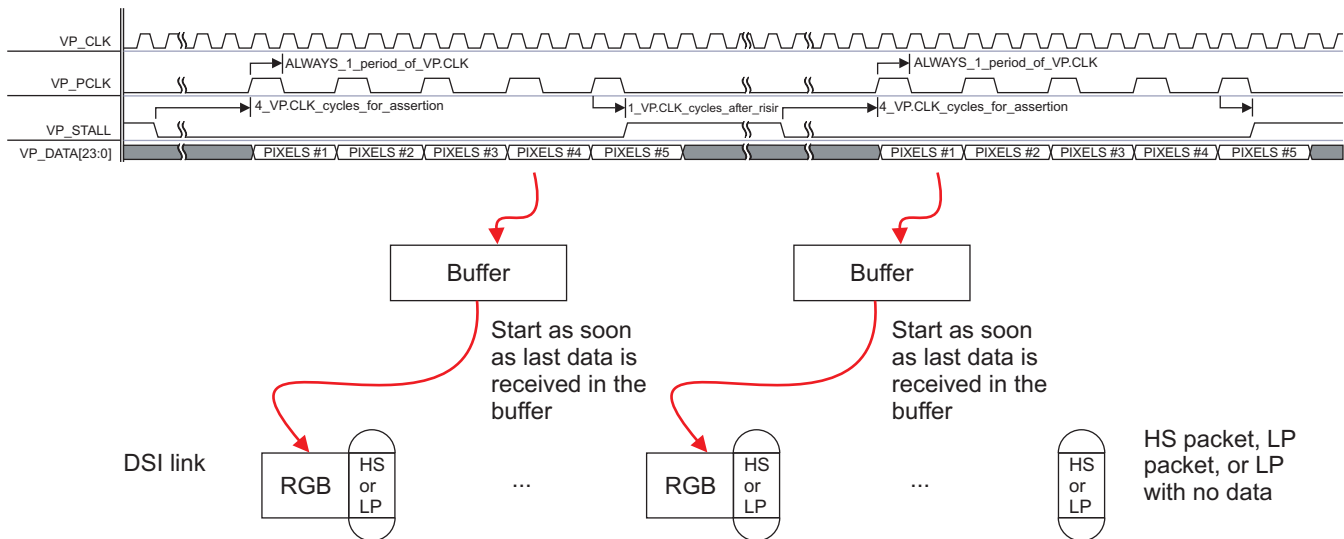 VP_CLK
ALWAYS_1_period_of_VP.CLK
ALWAYS_1_period_of_VP.CLK
VP_PCLK
4_VP.CLK_cycles_for_assertion
1_VP.CLK_cycles_after_risir
4_VP.CLK_cycles_for_assertion
VP_STALL
VP_DATA[23:0]
PIXELS #1
PIXELS #2
PIXELS #3
PIXELS #4
PIXELS #5
PIXELS #1
PIXELS #2
PIXELS #3
PIXELS #4
PIXELS #5
Buffer
Buffer
Start as soon
as last data is
received in the
buffer
Start as soon
as last data is
received in the
buffer
DSI link
RGB
HS
or
LP
...
RGB
HS
or
LP
...
HS
or
LP
HS packet, LP
packet, or LP
with no data